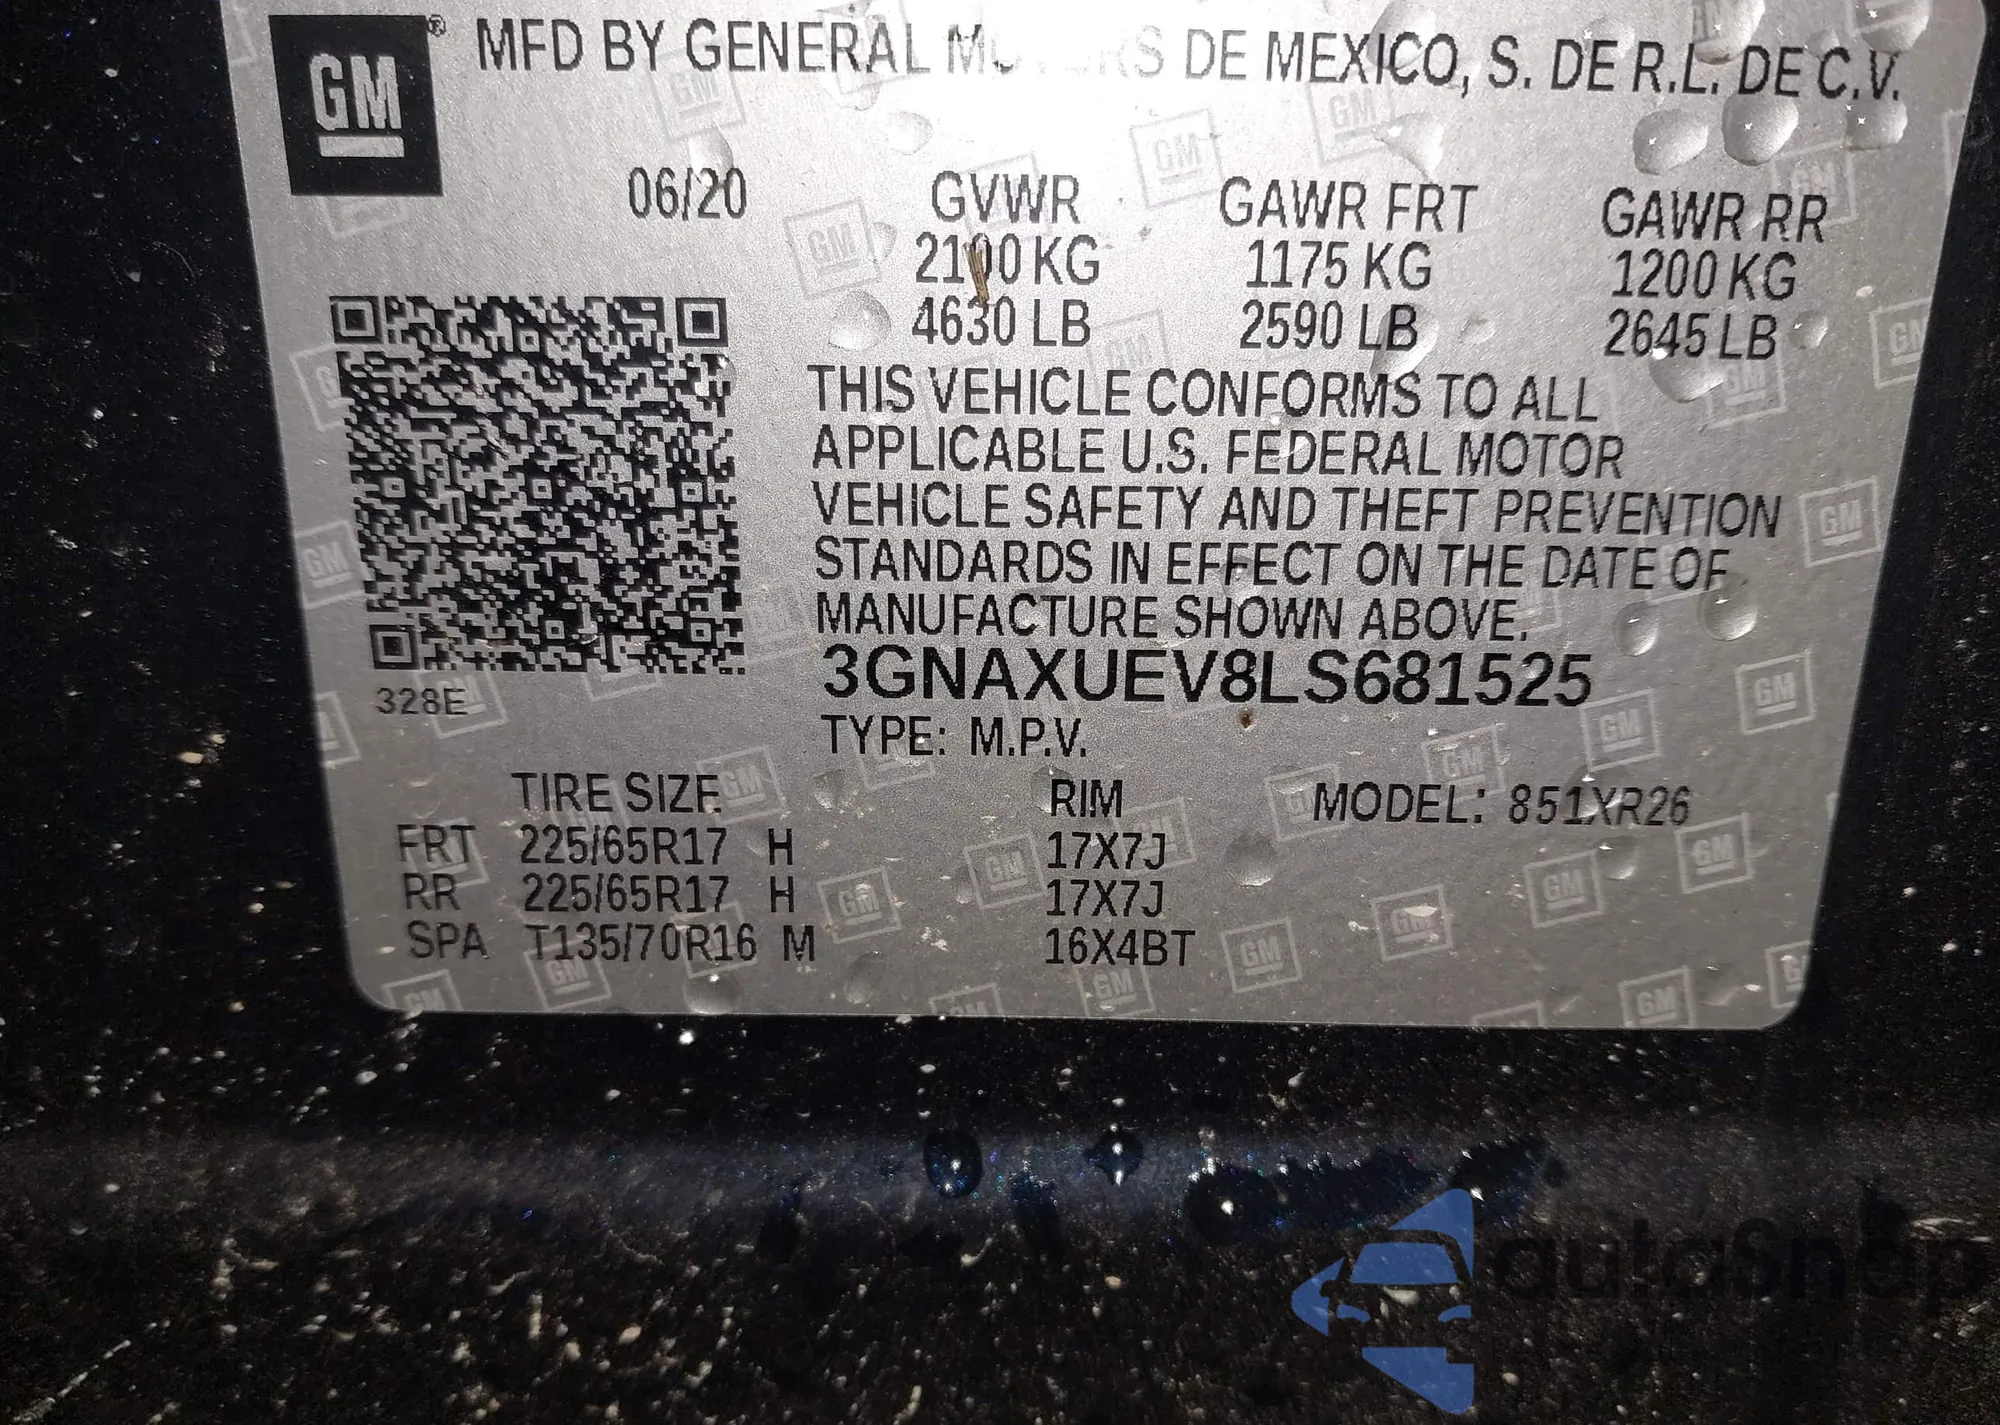 GM
®
MFD BY GENERAL MOTORS DE MEXICO, S. DE R.L. DE C.V.
06/20
GVWR GAWR FRT GAWR RR
2100 KG 1175 KG 1200 KG
4630 LB 2590 LB 2645 LB
THIS VEHICLE CONFORMS TO ALL
APPLICABLE U.S. FEDERAL MOTOR
VEHICLE SAFETY AND THEFT PREVENTION
STANDARDS IN EFFECT ON THE DATE OF
MANUFACTURE SHOWN ABOVE.
3GNAXUEV8LS681525
328E
TYPE: M.P.V.
TIRE SIZE RIM MODEL: 851XR26
FRT 225/65R17 H 17X7J
RR 225/65R17 H 17X7J
SPA T135/70R16 M 16X4BT
autoSnap